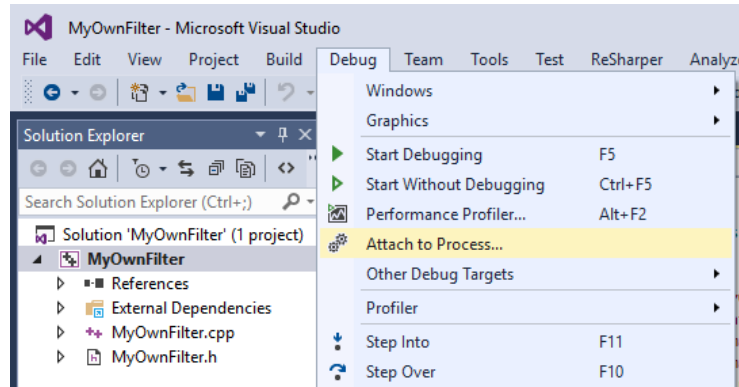 MyOwnFilter - Microsoft Visual Studio
File Edit View Project Build Debug Team Tools Test ReSharper Analyz
Windows
Graphics
Solution Explorer
Start Debugging F5
Start Without Debugging Ctrl+F5
Search Solution Explorer (Ctrl+;)
Performance Profiler... Alt+F2
Solution 'MyOwnFilter' (1 project)
Attach to Process...
MyOwnFilter
Other Debug Targets
References
External Dependencies
Profiler
MyOwnFilter.cpp
Step Into F11
MyOwnFilter.h
Step Over F10